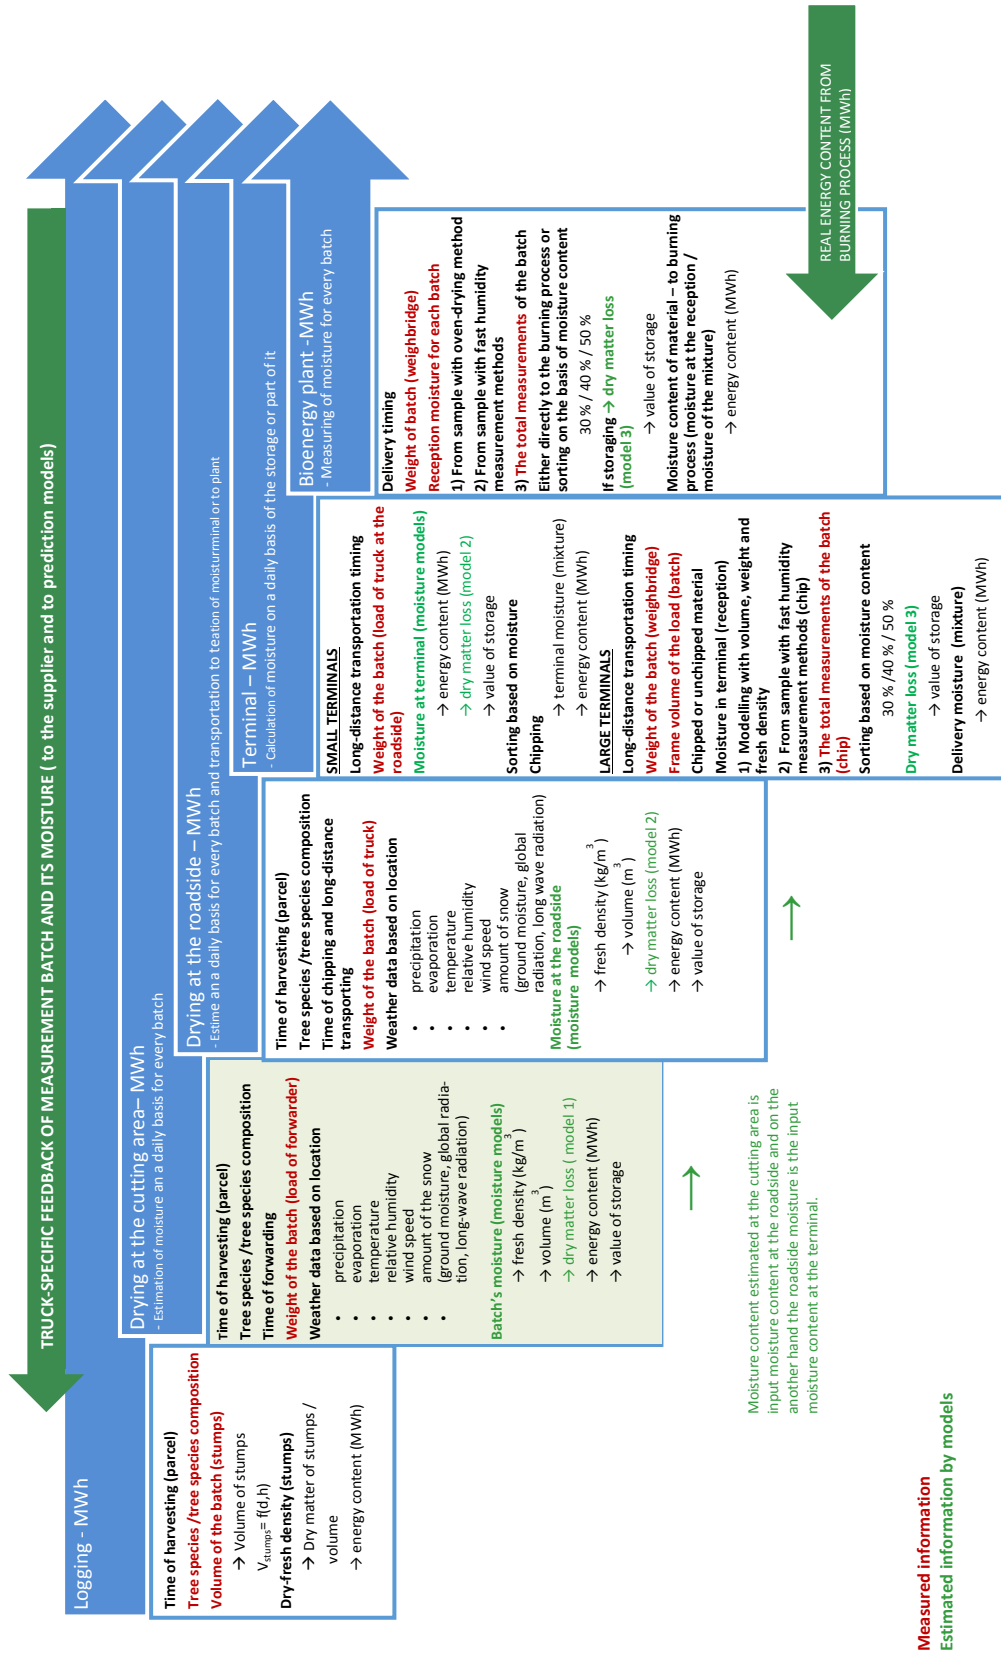 TRUCK-SPECIFIC FEEDBACK OF MEASUREMENT BATCH AND ITS MOISTURE ( to the supplier and to prediction models)
Logging - MWh
Time of harvesting (parcel)
Tree species /tree species composition
Volume of the batch (stumps)
→ Volume of stumps
Vstumps= f(d,h)
Dry-fresh density (stumps)
→ Dry matter of stumps /
volume
→ energy content (MWh)
Drying at the cutting area– MWh
- Estimation of moisture an a daily basis for every batch
Time of harvesting (parcel)
Tree species /tree species composition
Time of forwarding
Weight of the batch (load of forwarder)
Weather data based on location
• precipitation
• evaporation
• temperature
• relative humidity
• wind speed
• amount of the snow
• (ground moisture, global radia-
tion, long-wave radiation)
Batch's moisture (moisture models)
→ fresh density (kg/m3)
→ volume (m3)
→ dry matter loss ( model 1)
→ energy content (MWh)
→ value of storage
Drying at the roadside – MWh
- Estime an a daily basis for every batch and transportation to teation of moisturrminal or to plant
Time of harvesting (parcel)
Tree species /tree species composition
Time of chipping and long-distance
transporting
Weight of the batch (load of truck)
Weather data based on location
• precipitation
• evaporation
• temperature
• relative humidity
• wind speed
• amount of snow
(ground moisture, global
radiation, long wave radiation)
Moisture at the roadside
(moisture models)
→ fresh density (kg/m3)
→ volume (m3)
→ dry matter loss (model 2)
→ energy content (MWh)
→ value of storage
Terminal – MWh
- Calculation of moisture on a daily basis of the storage or part of it
SMALL TERMINALS
Long-distance transportation timing
Weight of the batch (load of truck at the
roadside)
Moisture at terminal (moisture models)
→ energy content (MWh)
→ dry matter loss (model 2)
→ value of storage
Sorting based on moisture
Chipping
→ terminal moisture (mixture)
→ energy content (MWh)
LARGE TERMINALS
Long-distance transportation timing
Weight of the batch (weighbridge)
Frame volume of the load (batch)
Chipped or unchipped material
Moisture in terminal (reception)
1) Modelling with volume, weight and
fresh density
2) From sample with fast humidity
measurement methods (chip)
3) The total measurements of the batch
(chip)
Sorting based on moisture content
30 % /40 % / 50 %
Dry matter loss (model 3)
→ value of storage
Delivery moisture (mixture)
→ energy content (MWh)
Bioenergy plant -MWh
- Measuring of moisture for every batch
Delivery timing
Weight of batch (weighbridge)
Reception moisture for each batch
1) From sample with oven-drying method
2) From sample with fast humidity
measurement methods
3) The total measurements of the batch
Either directly to the burning process or
sorting on the basis of moisture content
30 % / 40 % / 50 %
If storaging → dry matter loss
(model 3)
→ value of storage
Moisture content of material – to burning
process (moisture at the reception /
moisture of the mixture)
→ energy content (MWh)
REAL ENERGY CONTENT FROM
BURNING PROCESS (MWh)
→
→
Moisture content estimated at the cutting area is
input moisture content at the roadside and on the
another hand the roadside moisture is the input
moisture content at the terminal.
Measured information
Estimated information by models